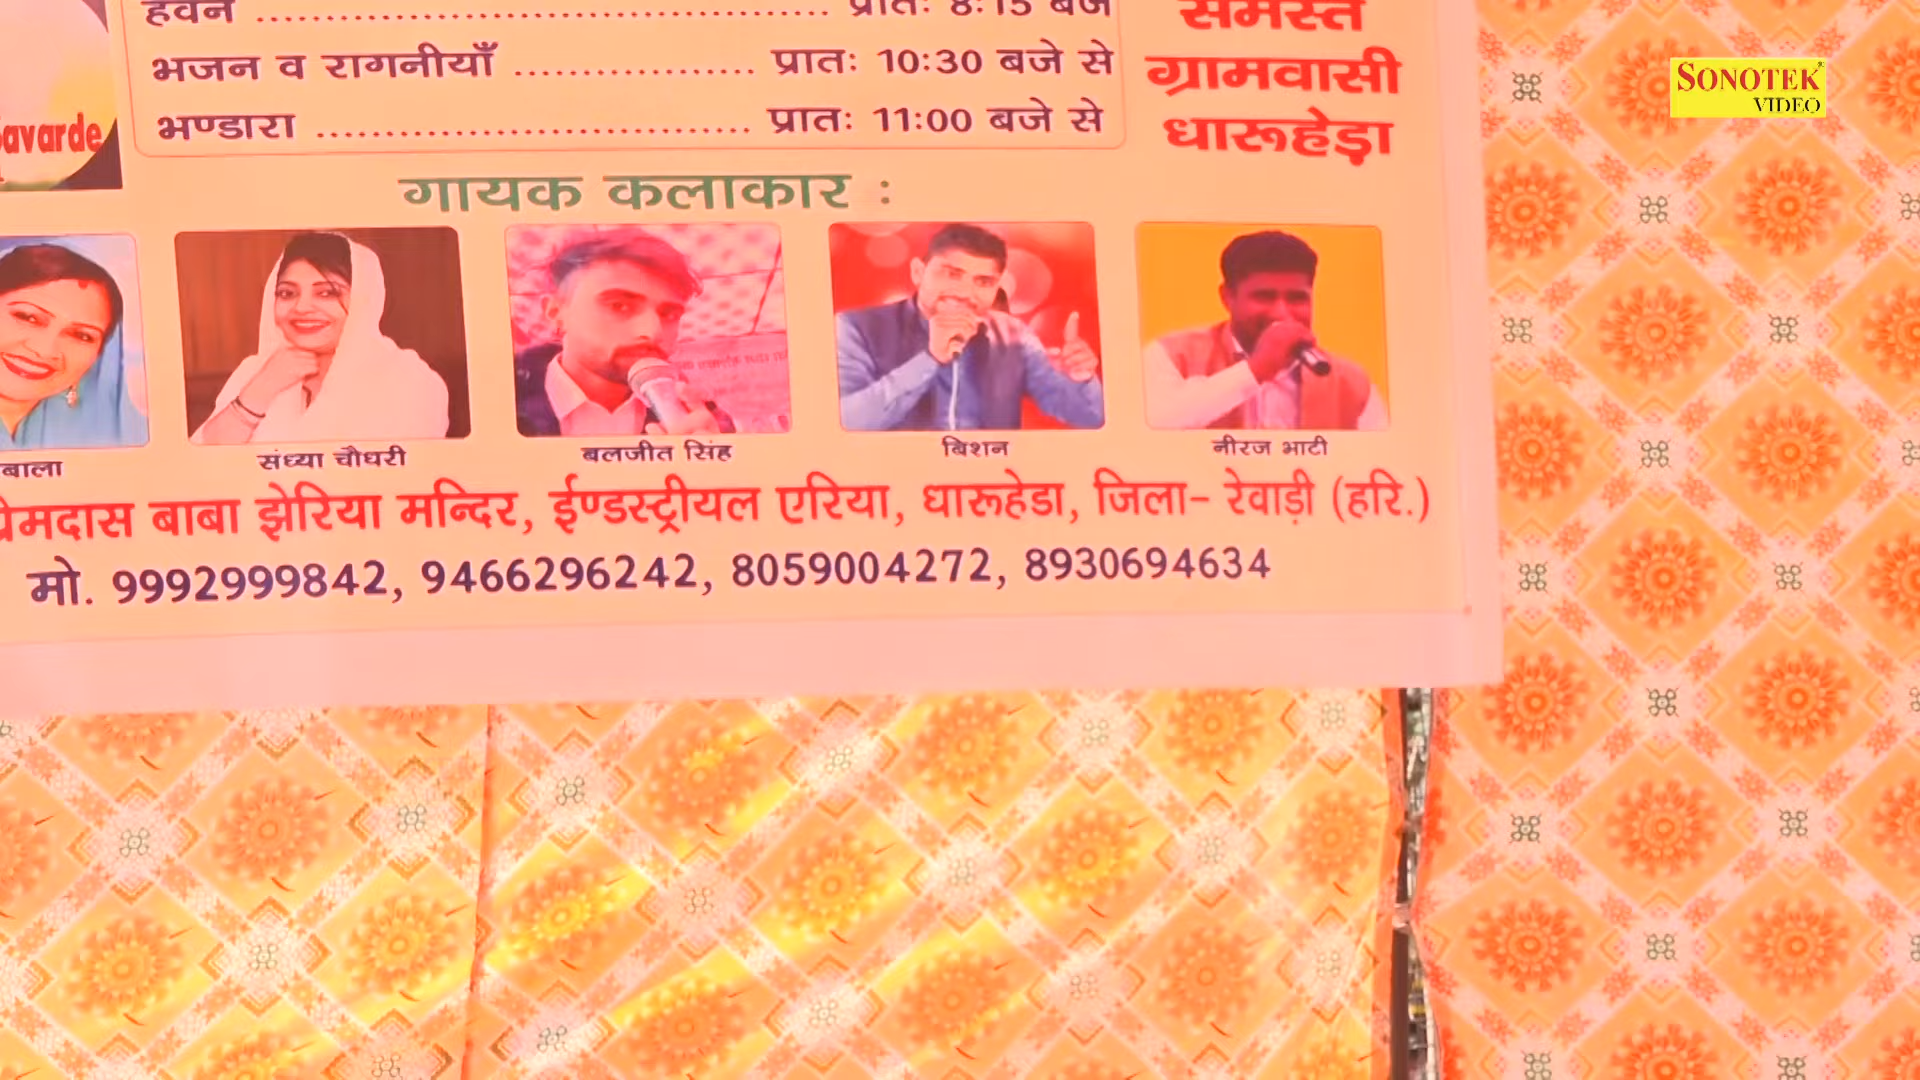 हवन .................................................. प्रातः 8:15 बजे
भजन व रागनीयाँ ..................... प्रातः 10:30 बजे से
भण्डारा ..................................... प्रातः 11:00 बजे से
समस्त
ग्रामवासी
धारूहेड़ा
SONOTEK
VIDEO
avarde
गायक कलाकार :
बाला
संध्या चौधरी
बलजीत सिंह
बिशन
नीरज भाटी
प्रेमदास बाबा झेरिया मन्दिर, ईण्डस्ट्रीयल एरिया, धारूहेडा, जिला- रेवाड़ी (हरि.)
मो. 9992999842, 9466296242, 8059004272, 8930694634